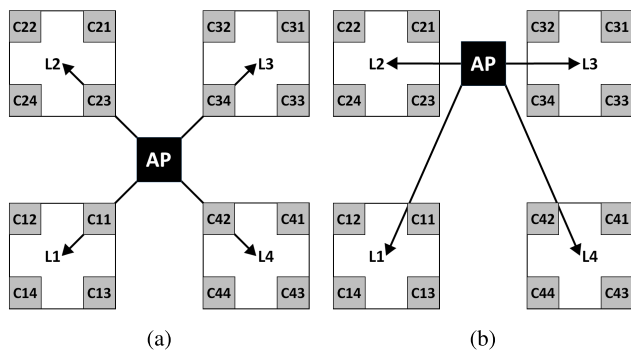 C22 C21 C32 C31 C22 C21 C32 C31
L2 L3 L2 AP L3
C24 C23 C34 C33 C24 C23 C34 C33
AP
C12 C11 C42 C41 C12 C11 C42 C41
L1 L4 L1 L4
C14 C13 C44 C43 C14 C13 C44 C43
(a) (b)